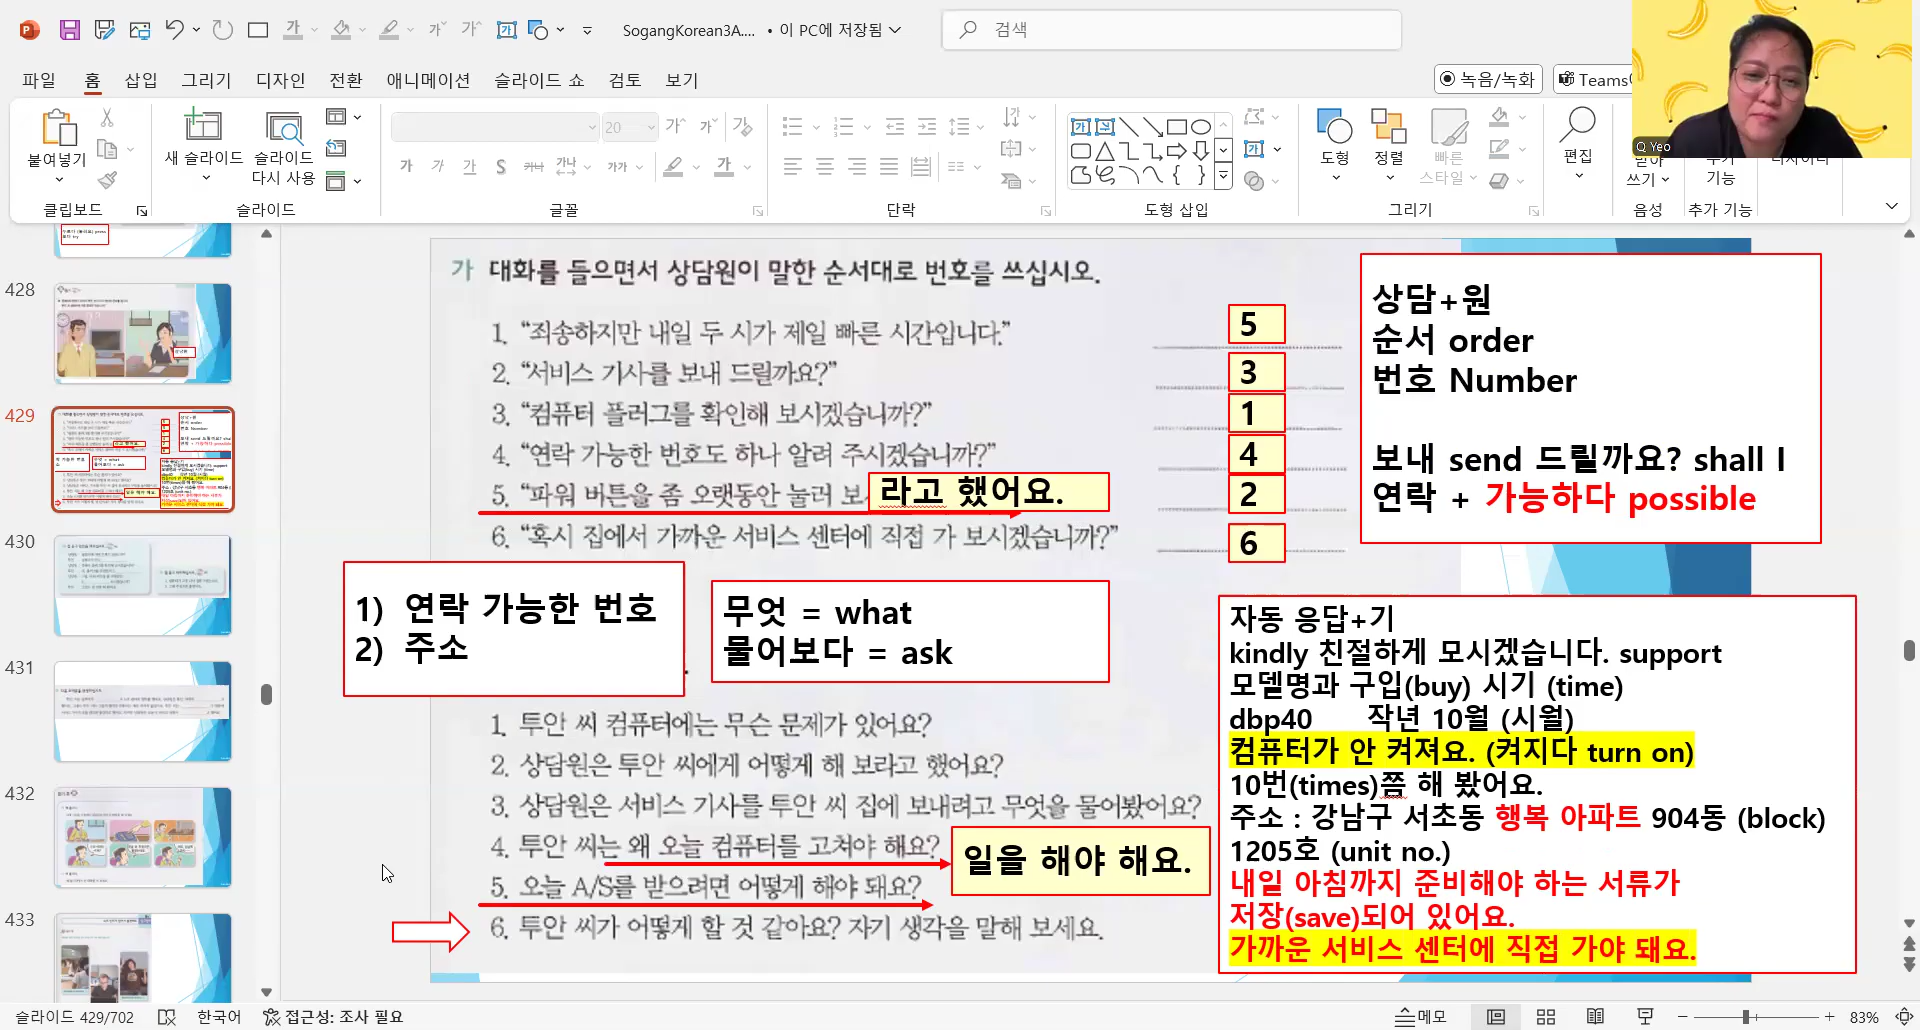 SogangKorean3A.... • 이 PC에 저장됨
검색
파일 홈 삽입 그리기 디자인 전환 애니메이션 슬라이드 쇼 검토 보기
녹음/녹화
Teams
Q Yeo
붙여넣기
새 슬라이드
슬라이드
다시 사용
20
도형
정렬
빠른
스타일
편집
쓰기
기능
클립보드
슬라이드
글꼴
단락
도형 삽입
그리기
음성
추가 기능
428
429
430
431
432
433
가 대화를 들으면서 상담원이 말한 순서대로 번호를 쓰십시오.
1. “죄송하지만 내일 두 시가 제일 빠른 시간입니다.” 5
2. “서비스 기사를 보내 드릴까요?” 3
3. “컴퓨터 플러그를 확인해 보시겠습니까?” 1
4. “연락 가능한 번호도 하나 알려 주시겠습니까?” 4
5. “파워 버튼을 좀 오랫동안 눌러 보 라고 했어요. 2
6. “혹시 집에서 가까운 서비스 센터에 직접 가 보시겠습니까?” 6
상담+원
순서 order
번호 Number
보내 send 드릴까요? shall I
연락 + 가능하다 possible
1) 연락 가능한 번호
2) 주소
무엇 = what
물어보다 = ask
1. 투안 씨 컴퓨터에는 무슨 문제가 있어요?
2. 상담원은 투안 씨에게 어떻게 해 보라고 했어요?
3. 상담원은 서비스 기사를 투안 씨 집에 보내려고 무엇을 물어봤어요?
4. 투안 씨는 왜 오늘 컴퓨터를 고쳐야 해요?
일을 해야 해요.
5. 오늘 A/S를 받으려면 어떻게 해야 돼요?
6. 투안 씨가 어떻게 할 것 같아요? 자기 생각을 말해 보세요.
자동 응답+기
kindly 친절하게 모시겠습니다. support
모델명과 구입(buy) 시기 (time)
dbp40 작년 10월 (시월)
컴퓨터가 안 켜져요. (켜지다 turn on)
10번(times)쯤 해 봤어요.
주소 : 강남구 서초동 행복 아파트 904동 (block)
1205호 (unit no.)
내일 아침까지 준비해야 하는 서류가
저장(save)되어 있어요.
가까운 서비스 센터에 직접 가야 돼요.
슬라이드 429/702
한국어
접근성: 조사 필요
메모
83%